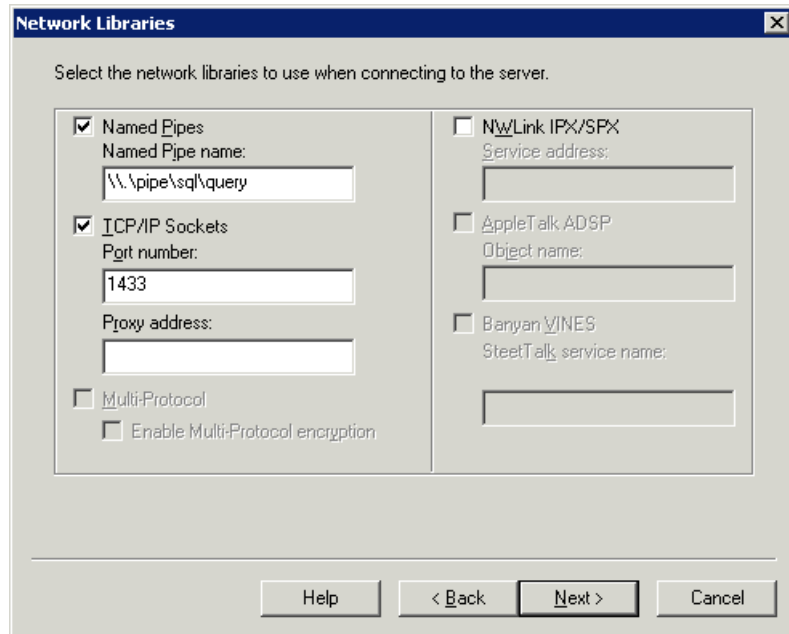 Network Libraries
Select the network libraries to use when connecting to the server.
Named Pipes
Named Pipe name:
\\.\pipe\sql\query
TCP/IP Sockets
Port number:
1433
Proxy address:
Multi-Protocol
Enable Multi-Protocol encryption
NWLink IPX/SPX
Service address:
AppleTalk ADSP
Object name:
Banyan VINES
SteetTalk service name:
Help
< Back
Next >
Cancel